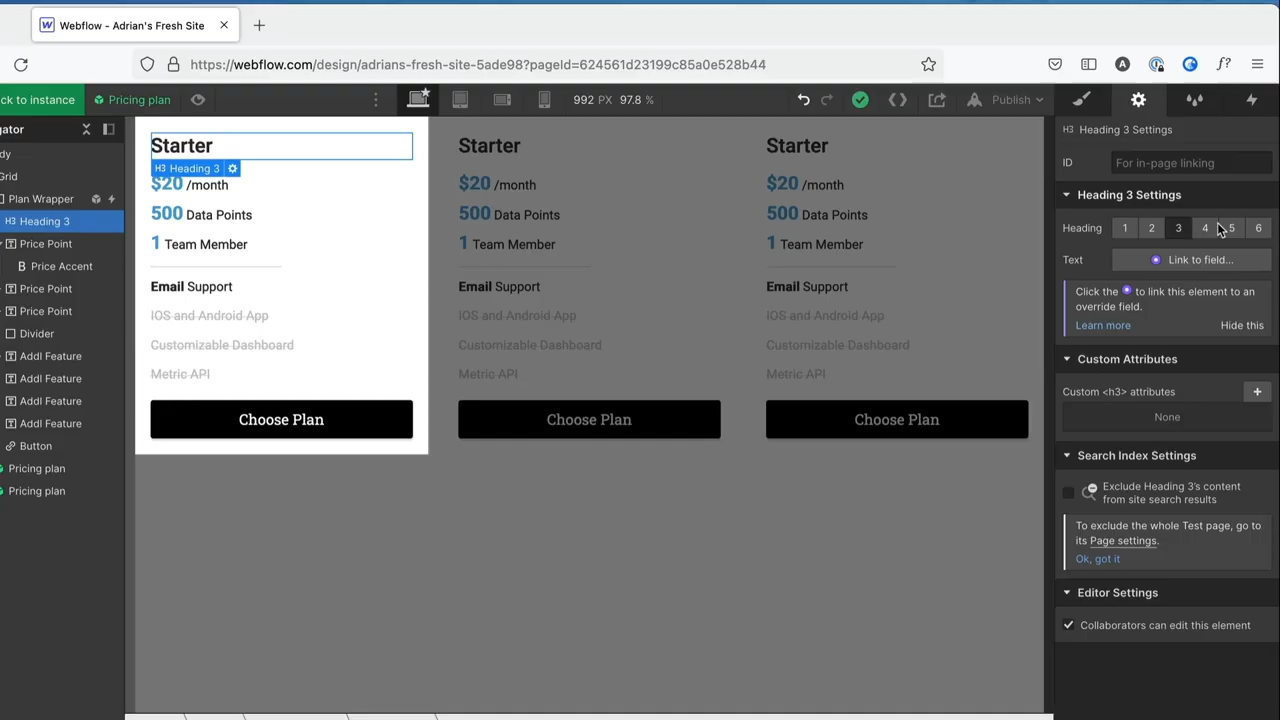 Webflow - Adrian's Fresh Site
https://webflow.com/design/adrians-fresh-site-5ade98?pageId=624561d23199c85a0e528b44
ck to instance
Pricing plan
992 PX 97.8 %
Publish
gator
dy
Grid
Plan Wrapper
H3 Heading 3
Price Point
B Price Accent
Price Point
Price Point
Divider
Addl Feature
Addl Feature
Addl Feature
Addl Feature
Button
Pricing plan
Pricing plan
Starter
H3 Heading 3
$20 /month
500 Data Points
1 Team Member
Email Support
IOS and Android App
Customizable Dashboard
Metric API
Choose Plan
Starter
$20 /month
500 Data Points
1 Team Member
Email Support
IOS and Android App
Customizable Dashboard
Metric API
Choose Plan
Starter
$20 /month
500 Data Points
1 Team Member
Email Support
IOS and Android App
Customizable Dashboard
Metric API
Choose Plan
H3 Heading 3 Settings
ID For in-page linking
Heading 3 Settings
Heading 1 2 3 4 5 6
Text Link to field...
Click the to link this element to an
override field.
Learn more Hide this
Custom Attributes
Custom <h3> attributes +
None
Search Index Settings
Exclude Heading 3's content
from site search results
To exclude the whole Test page, go to
its Page settings.
Ok, got it
Editor Settings
Collaborators can edit this element